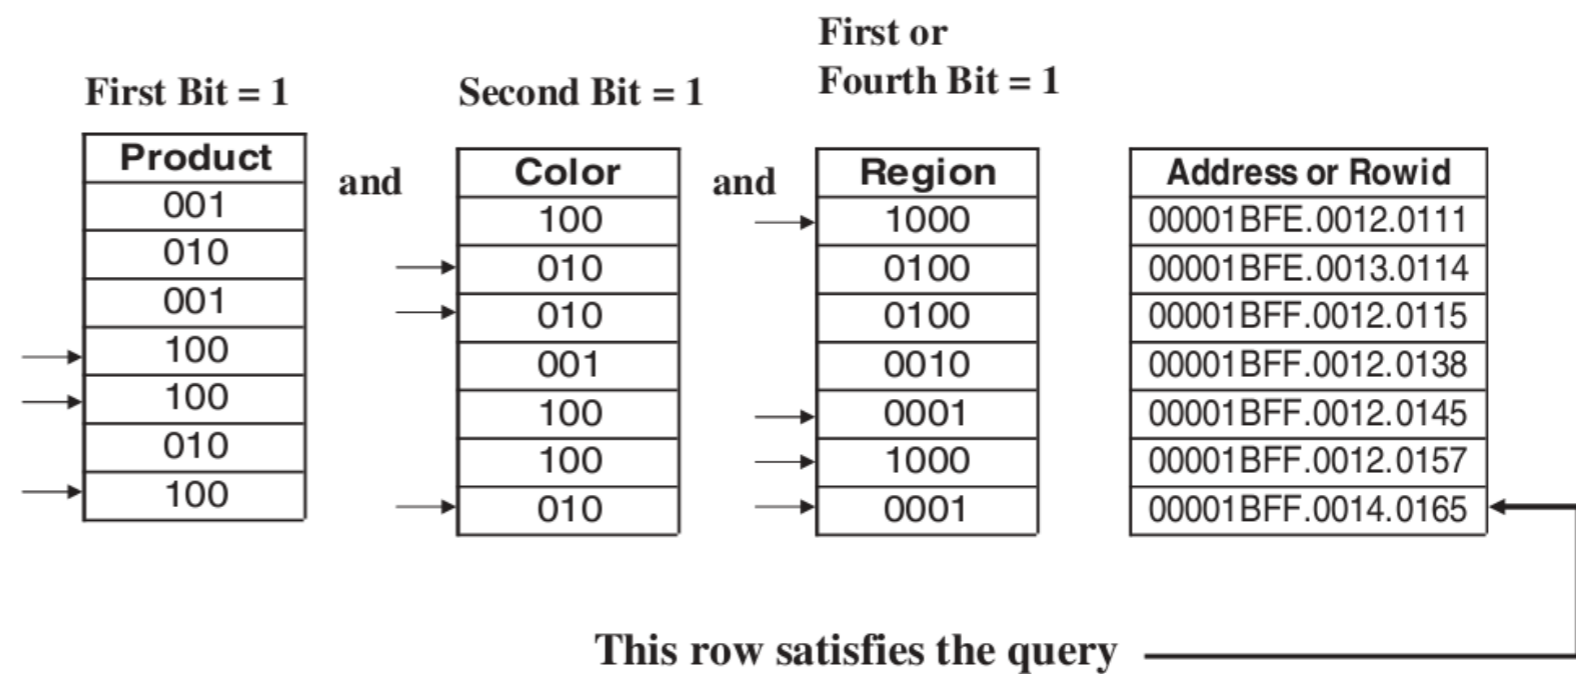 First or
Fourth Bit = 1
First Bit = 1
Second Bit = 1
Product
001
010
001
100
100
010
100
and
Color
100
010
010
001
100
100
010
and
Region
1000
0100
0100
0010
0001
1000
0001
Address or Rowid
00001BFE.0012.0111
00001BFE.0013.0114
00001BFF.0012.0115
00001BFF.0012.0138
00001BFF.0012.0145
00001BFF.0012.0157
00001BFF.0014.0165
This row satisfies the query